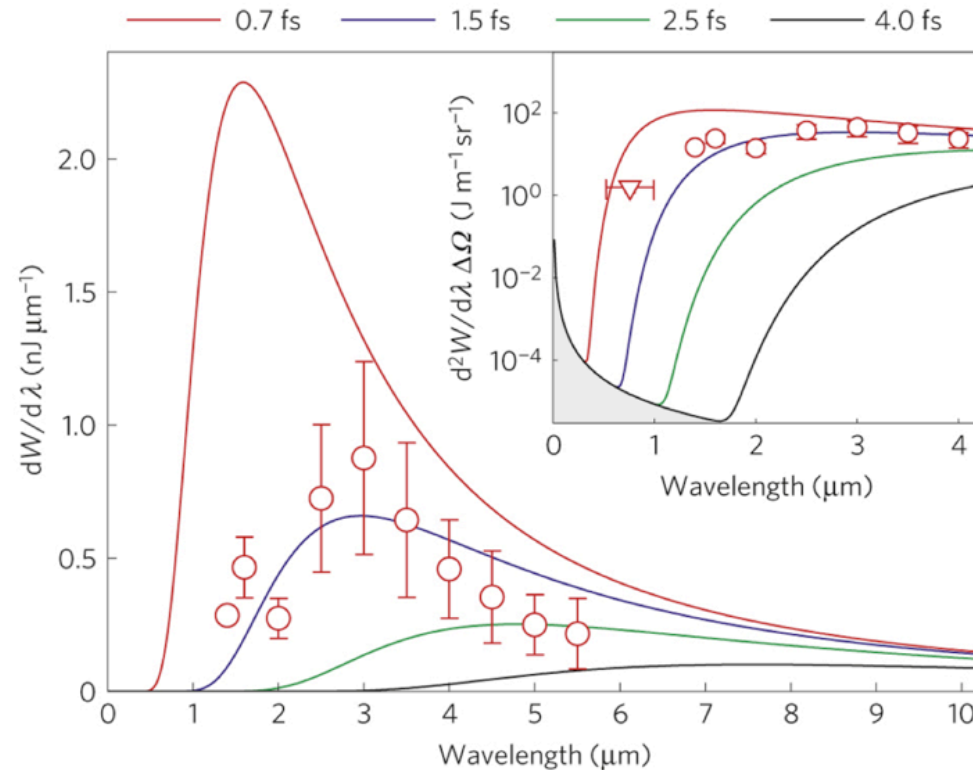 0.7 fs 1.5 fs 2.5 fs 4.0 fs
dW/dλ (nJ μm⁻¹)
2.0
1.5
1.0
0.5
0
0 1 2 3 4 5 6 7 8 9 10
Wavelength (μm)
d²W/dλ ΔΩ (J m⁻¹ sr⁻¹)
10²
10⁰
10⁻²
10⁻⁴
0 1 2 3 4
Wavelength (μm)